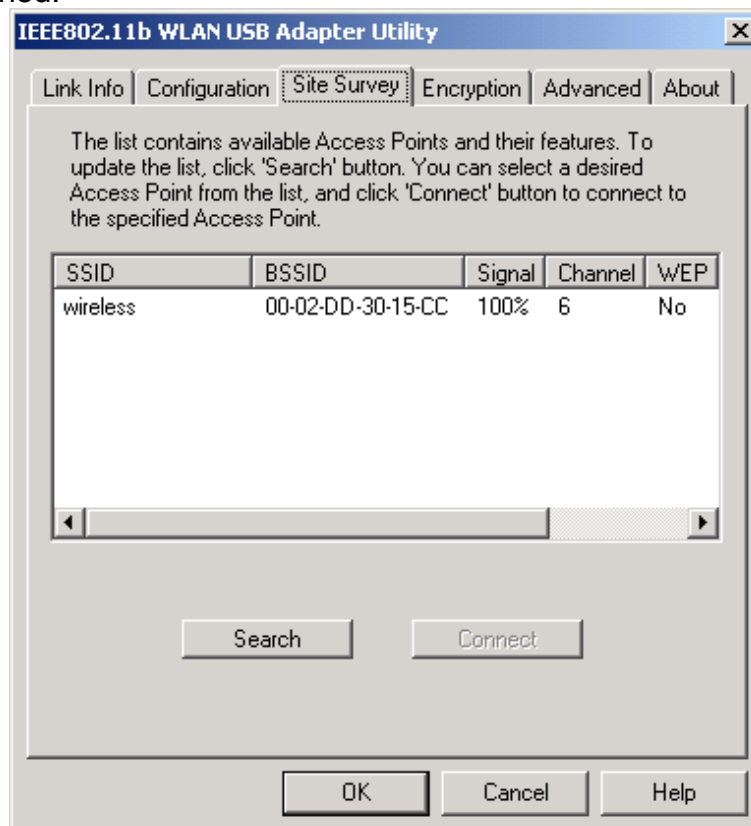 IEEE802.11b WLAN USB Adapter Utility
Link Info Configuration Site Survey Encryption Advanced About
The list contains available Access Points and their features. To
update the list, click 'Search' button. You can select a desired
Access Point from the list, and click 'Connect' button to connect to
the specified Access Point.
SSID BSSID Signal Channel WEP
wireless 00-02-DD-30-15-CC 100% 6 No
Search Connect
OK Cancel Help